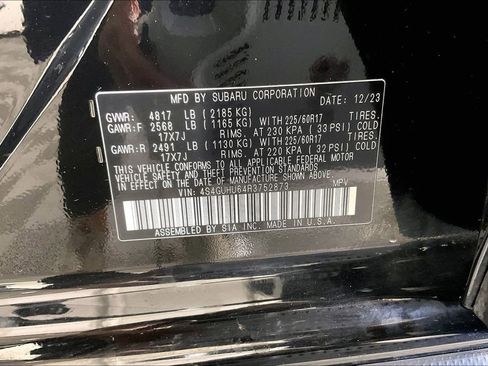 MFD BY SUBARU CORPORATION DATE: 12/23
GVWR: 4817 LB (2185 KG)
GAWR:F 2568 LB (1165 KG) WITH 225/60R17 TIRES.
17X7J RIMS. AT 230 KPA (33 PSI) COLD
GAWR:R 2491 LB (1130 KG) WITH 225/60R17 TIRES.
17X7J RIMS. AT 220 KPA (32 PSI) COLD
THIS VEHICLE CONFORMS TO ALL APPLICABLE FEDERAL MOTOR
VEHICLE SAFETY AND THEFT PREVENTION STANDARDS IN EFFECT ON THE
DATE OF MANUFACTURE SHOWN ABOVE.
VIN: 4S4GUHU64R3752873 MPV
ASSEMBLED BY SIA INC. MADE IN U.S.A.